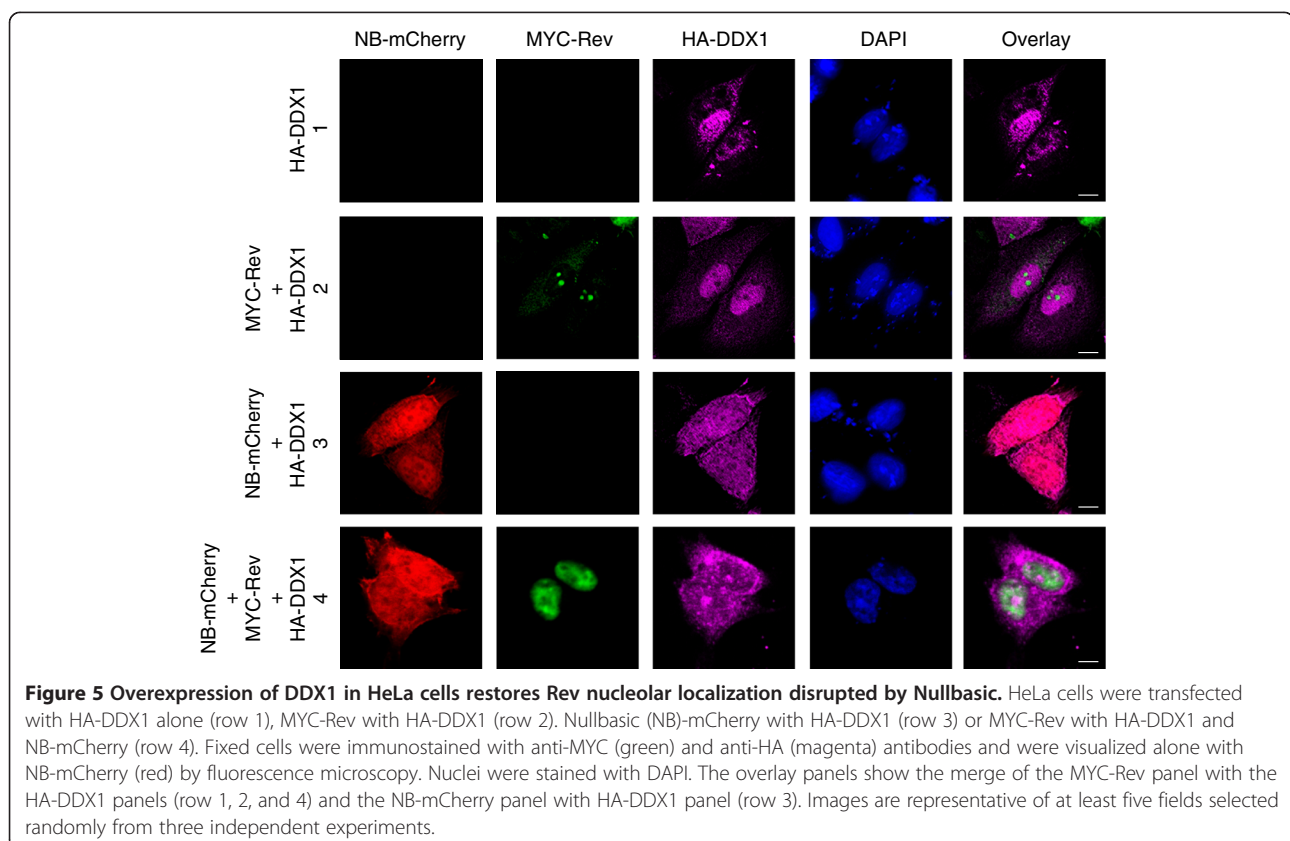 NB-mCherry MYC-Rev HA-DDX1 DAPI Overlay
HA-DDX1
1
MYC-Rev
+
HA-DDX1
2
NB-mCherry
+
HA-DDX1
3
NB-mCherry
+
MYC-Rev
+
HA-DDX1
4
Figure 5 Overexpression of DDX1 in HeLa cells restores Rev nucleolar localization disrupted by Nullbasic. HeLa cells were transfected
with HA-DDX1 alone (row 1), MYC-Rev with HA-DDX1 (row 2). Nullbasic (NB)-mCherry with HA-DDX1 (row 3) or MYC-Rev with HA-DDX1 and
NB-mCherry (row 4). Fixed cells were immunostained with anti-MYC (green) and anti-HA (magenta) antibodies and were visualized alone with
NB-mCherry (red) by fluorescence microscopy. Nuclei were stained with DAPI. The overlay panels show the merge of the MYC-Rev panel with the
HA-DDX1 panels (row 1, 2, and 4) and the NB-mCherry panel with HA-DDX1 panel (row 3). Images are representative of at least five fields selected
randomly from three independent experiments.